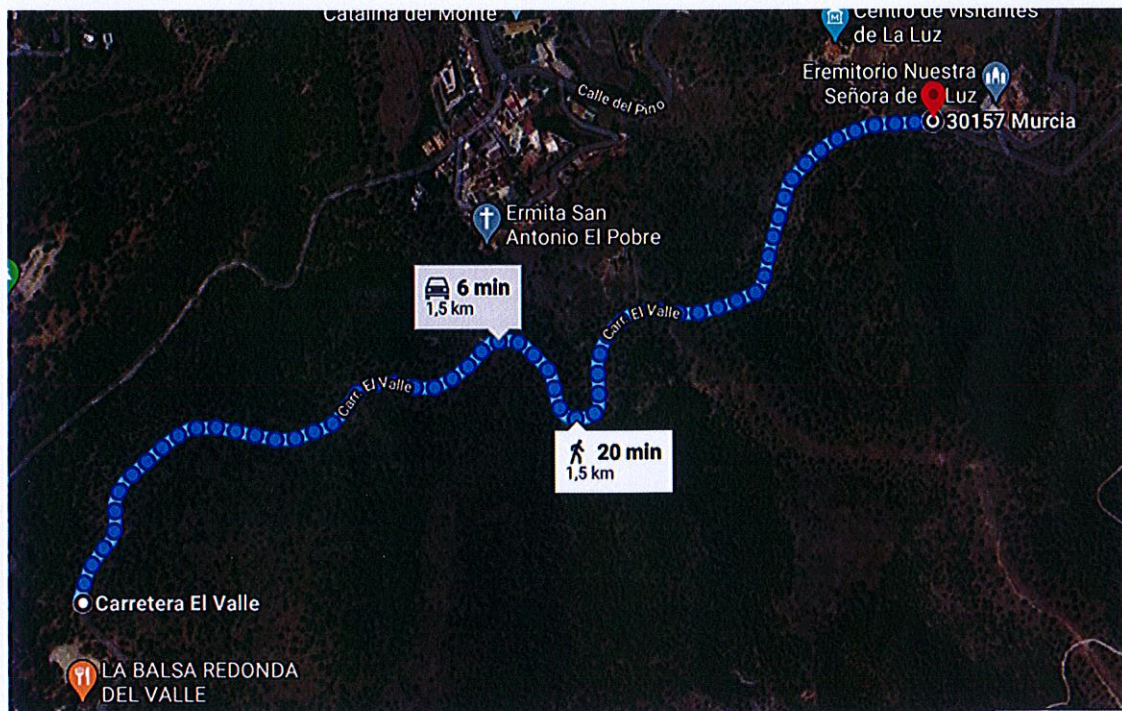 Catalina del Monte
Centro de visitantes
de La Luz
Eremitorio Nuestra
Señora de Luz
30157 Murcia
Calle del Pino
Ermita San
Antonio El Pobre
6 min
1,5 km
Carr. El Valle
Carr. El Valle
20 min
1,5 km
Carretera El Valle
LA BALSA REDONDA
DEL VALLE